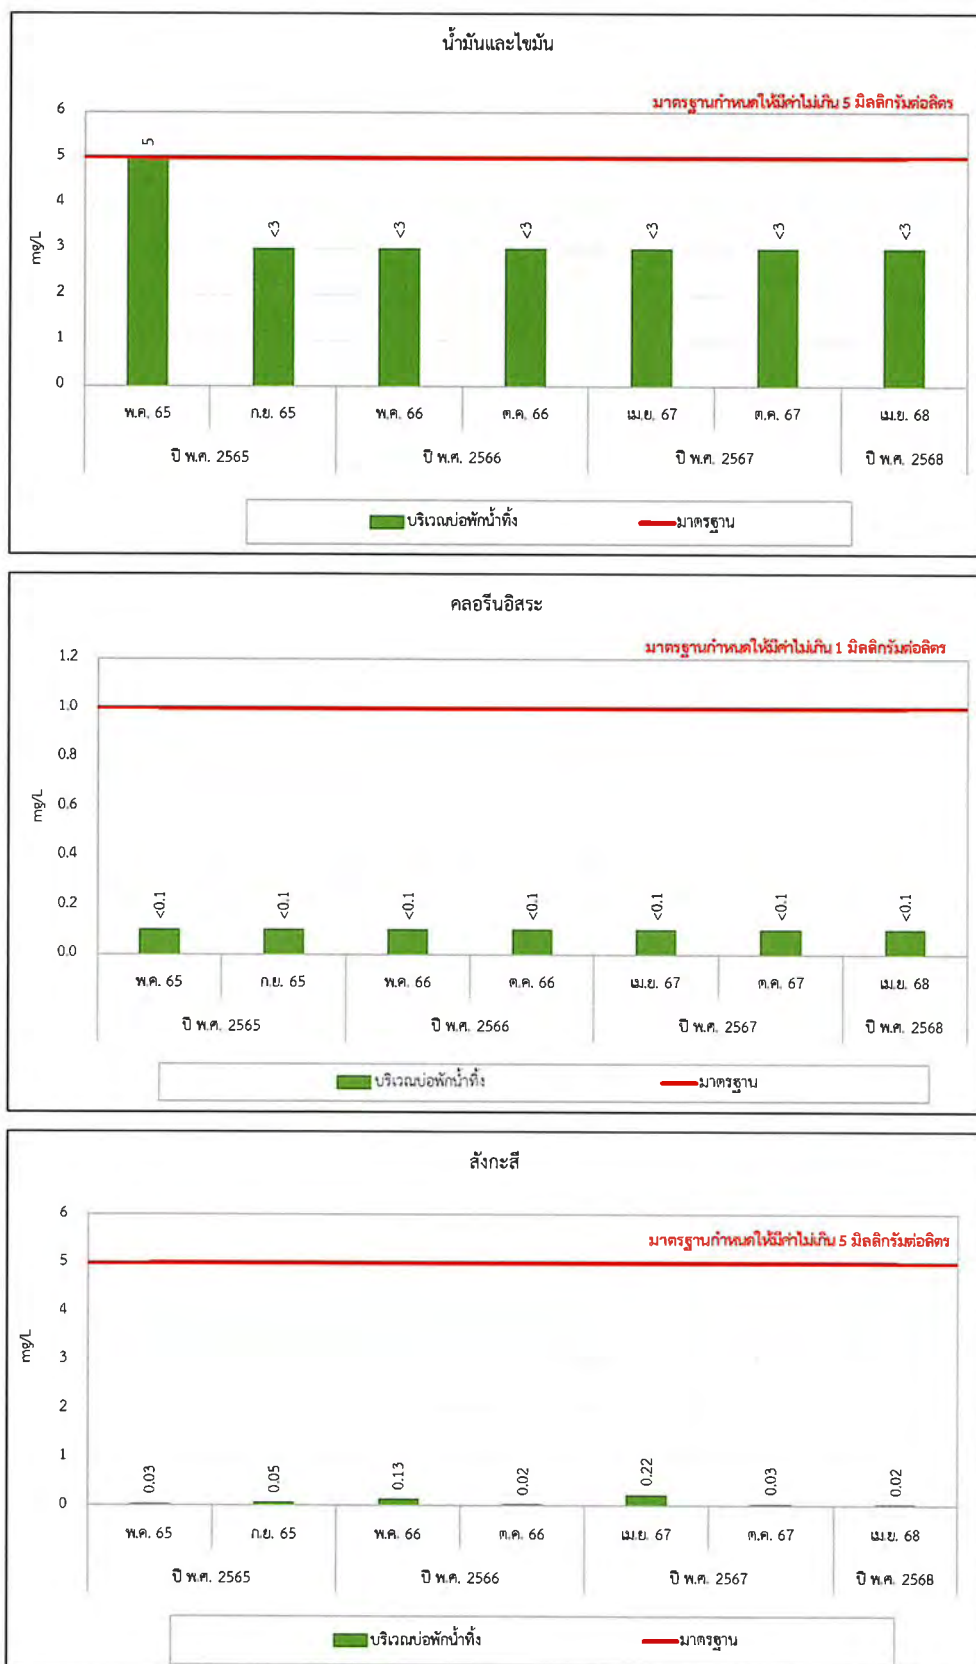 น้ำมันและไขมัน
มาตรฐานกำหนดให้มีค่าไม่เกิน 5 มิลลิกรัมต่อลิตร
6
5
4
3
2
1
0
mg/L
5
<3
<3
<3
<3
<3
<3
พ.ค. 65 ก.ย. 65 พ.ค. 66 ต.ค. 66 เม.ย. 67 ต.ค. 67 เม.ย. 68
ปี พ.ศ. 2565 ปี พ.ศ. 2566 ปี พ.ศ. 2567 ปี พ.ศ. 2568
บริเวณบ่อพักน้ำทิ้ง มาตรฐาน
คลอรีนอิสระ
มาตรฐานกำหนดให้มีค่าไม่เกิน 1 มิลลิกรัมต่อลิตร
1.2
1.0
0.8
0.6
0.4
0.2
0.0
mg/L
<0.1
<0.1
<0.1
<0.1
<0.1
<0.1
<0.1
พ.ค. 65 ก.ย. 65 พ.ค. 66 ต.ค. 66 เม.ย. 67 ต.ค. 67 เม.ย. 68
ปี พ.ศ. 2565 ปี พ.ศ. 2566 ปี พ.ศ. 2567 ปี พ.ศ. 2568
บริเวณบ่อพักน้ำทิ้ง มาตรฐาน
สังกะสี
มาตรฐานกำหนดให้มีค่าไม่เกิน 5 มิลลิกรัมต่อลิตร
6
5
4
3
2
1
0
mg/L
0.03
0.05
0.13
0.02
0.22
0.03
0.02
พ.ค. 65 ก.ย. 65 พ.ค. 66 ต.ค. 66 เม.ย. 67 ต.ค. 67 เม.ย. 68
ปี พ.ศ. 2565 ปี พ.ศ. 2566 ปี พ.ศ. 2567 ปี พ.ศ. 2568
บริเวณบ่อพักน้ำทิ้ง มาตรฐาน